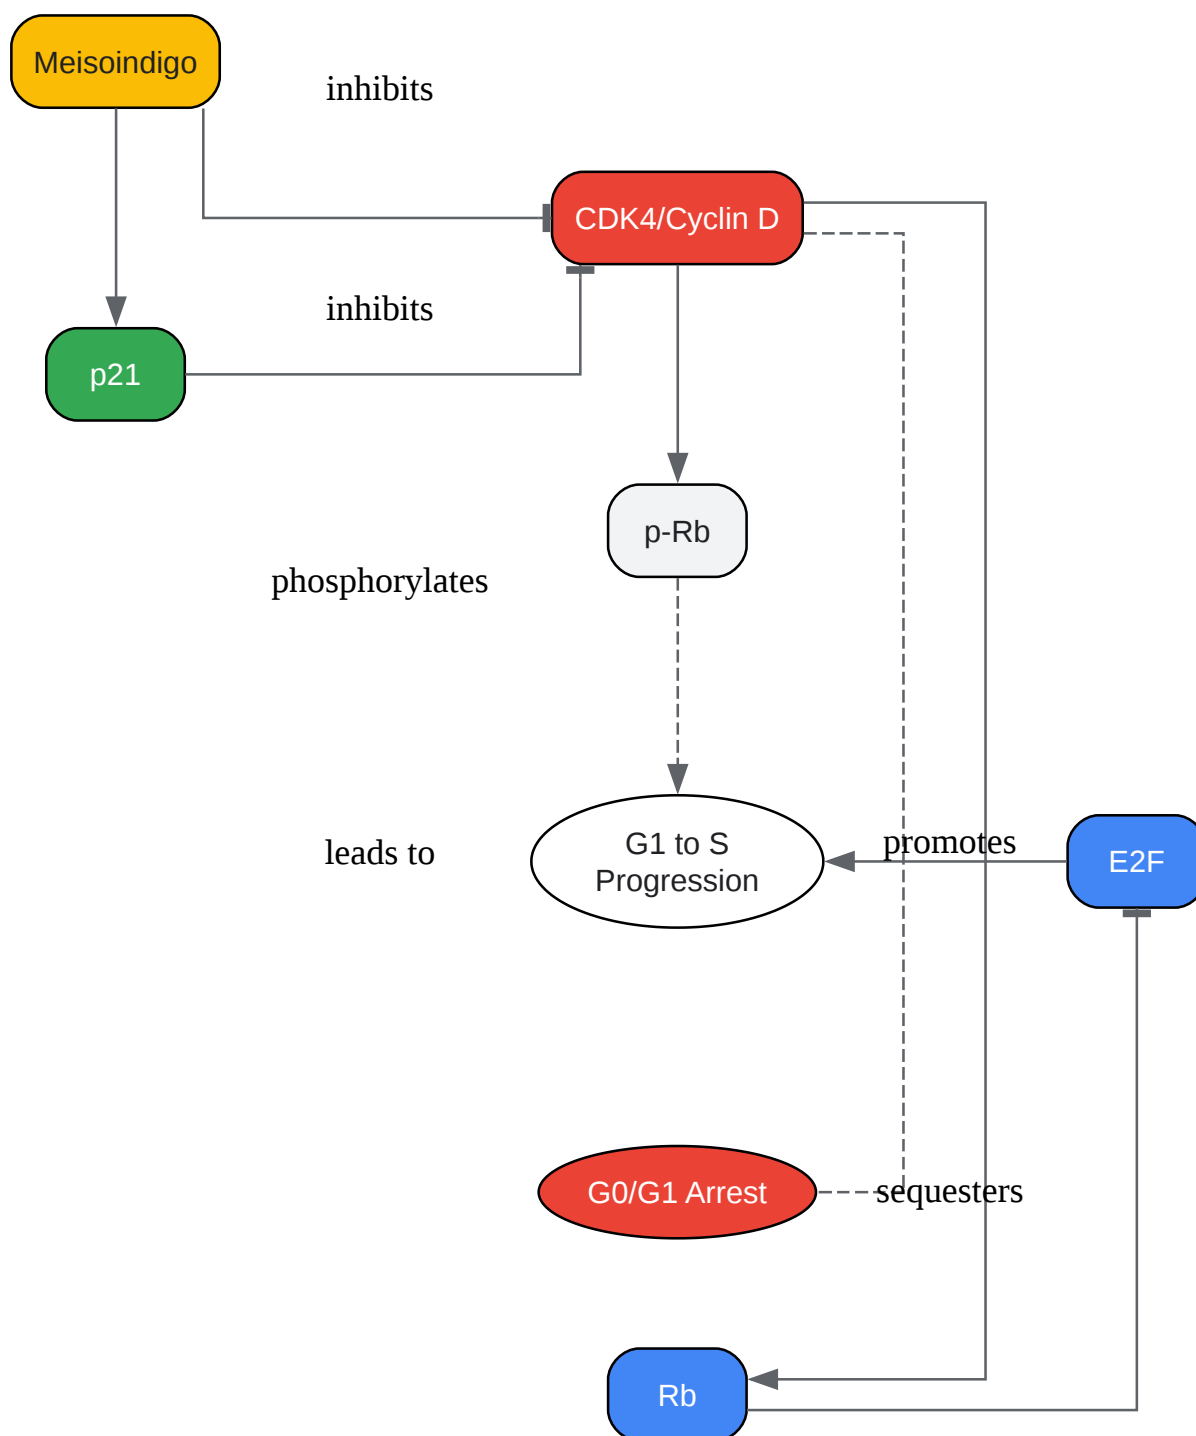 Meisoindigo
inhibits
CDK4/Cyclin D
inhibits
p21
p-Rb
phosphorylates
leads to
G1 to S
Progression
promotes
E2F
G0/G1 Arrest
sequesters
Rb